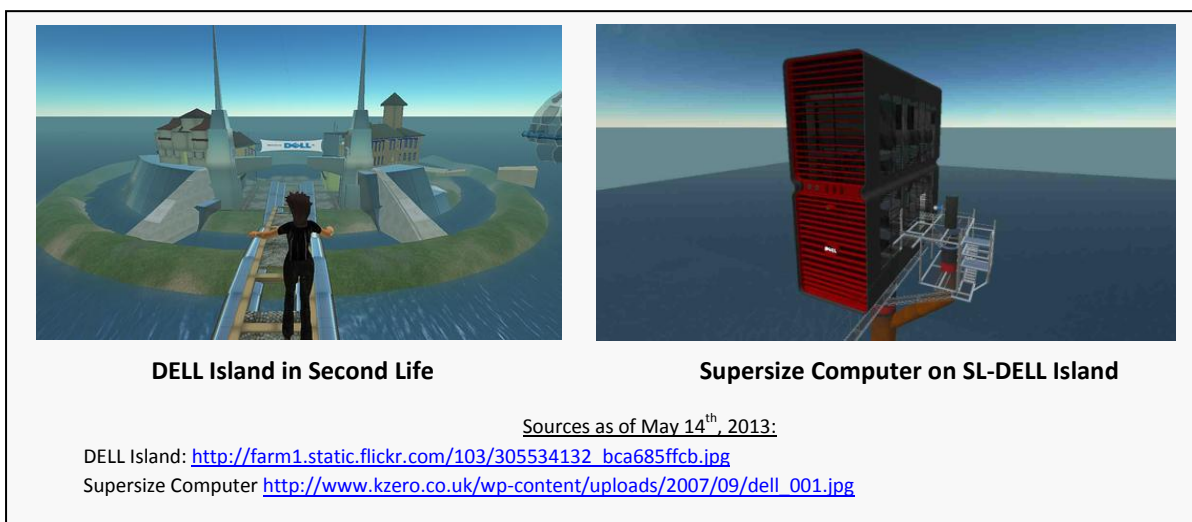 DELL
DELL
DELL Island in Second Life
Supersize Computer on SL-DELL Island
Sources as of May 14th, 2013:
DELL Island: http://farm1.static.flickr.com/103/305534132_bca685ffcb.jpg
Supersize Computer http://www.kzero.co.uk/wp-content/uploads/2007/09/dell_001.jpg